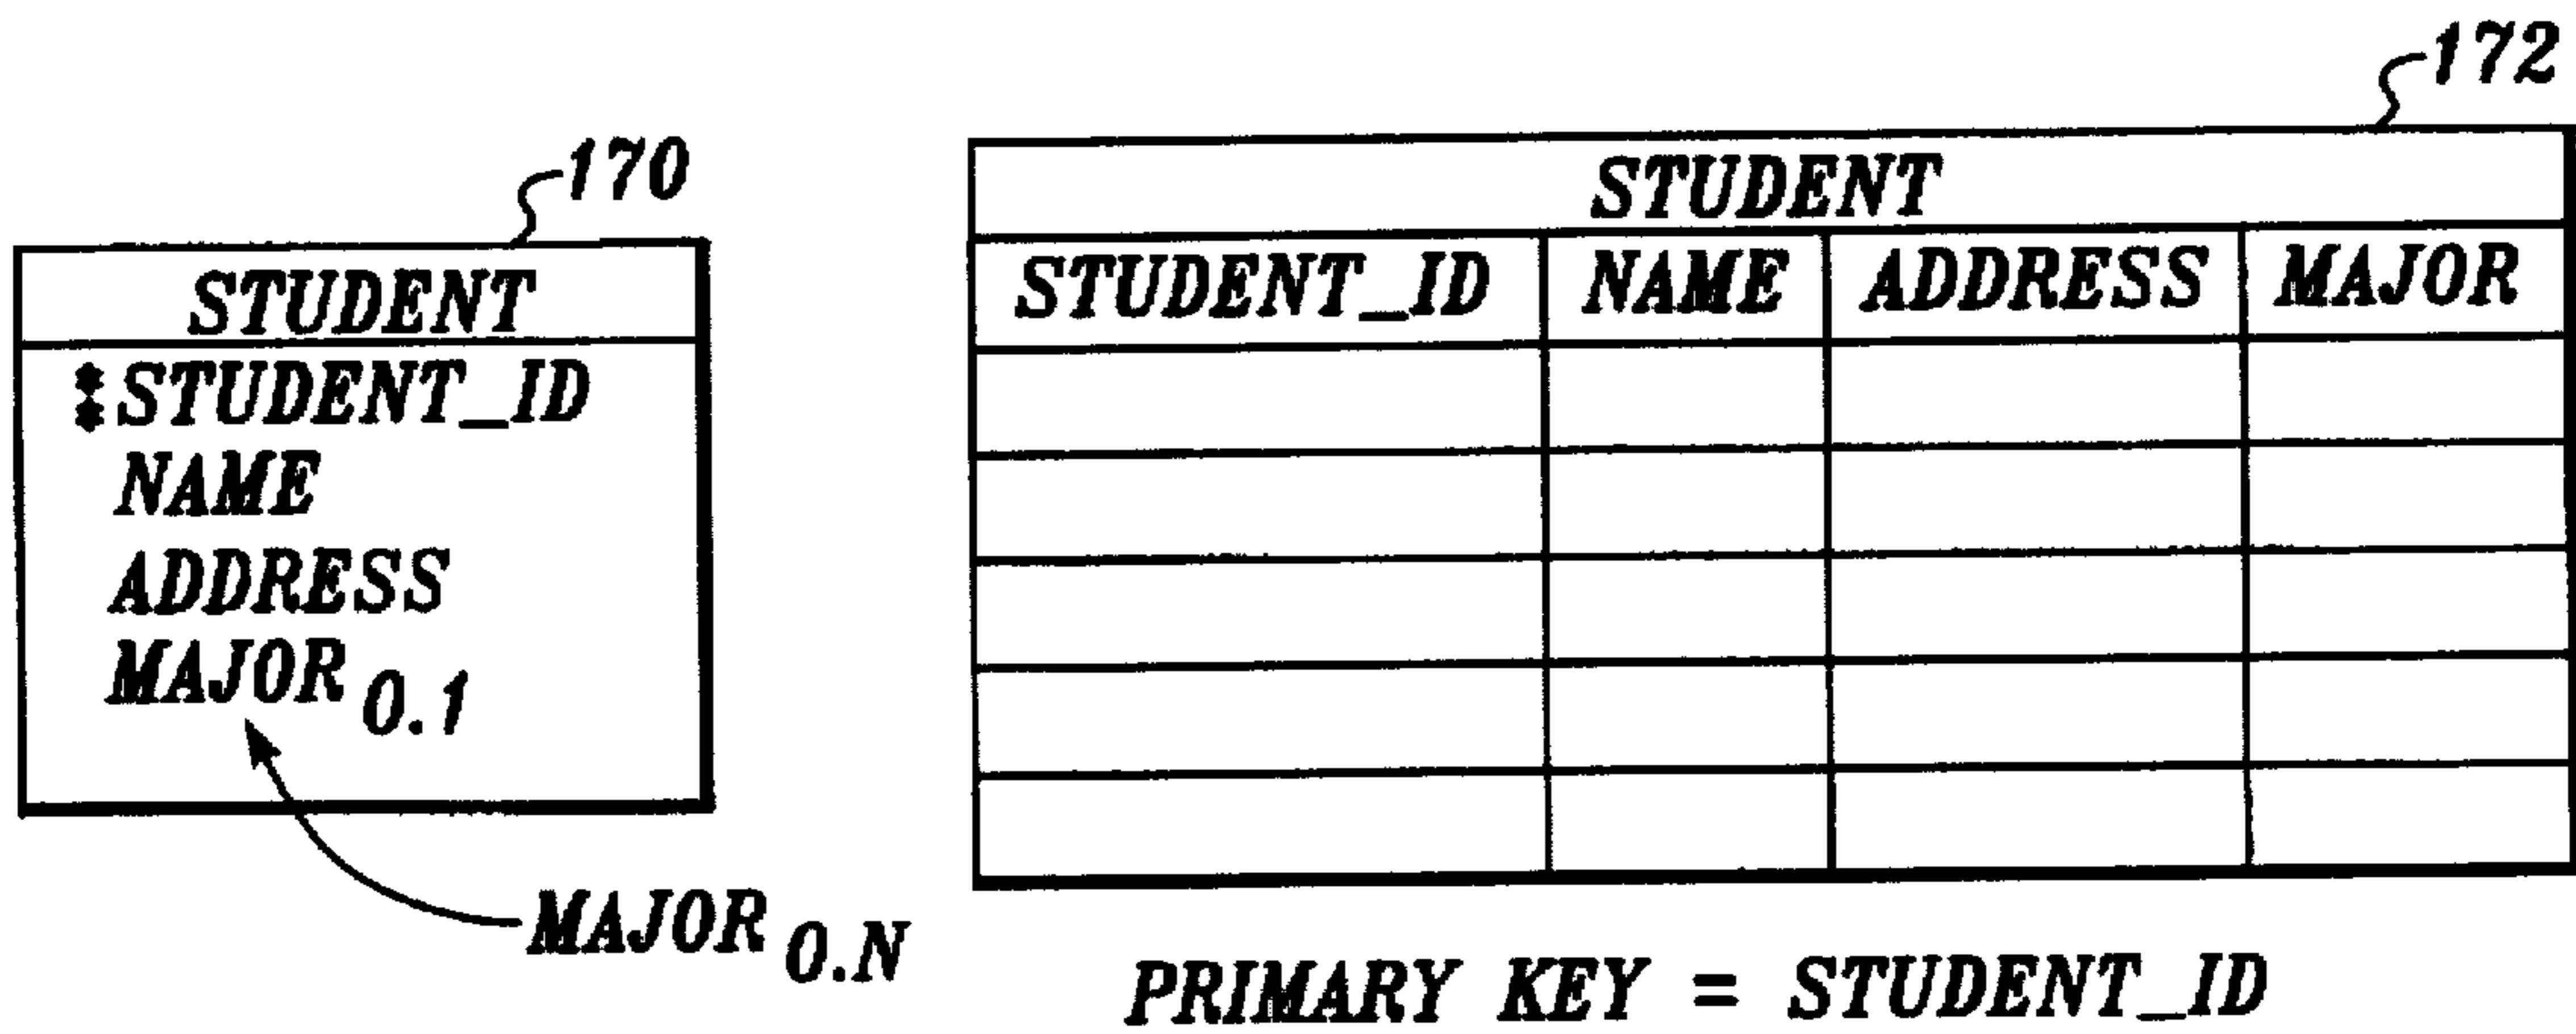 170
STUDENT
‡STUDENT_ID
NAME
ADDRESS
MAJOR 0.1
MAJOR 0.N
172
STUDENT
STUDENT_ID NAME ADDRESS MAJOR
PRIMARY KEY = STUDENT_ID